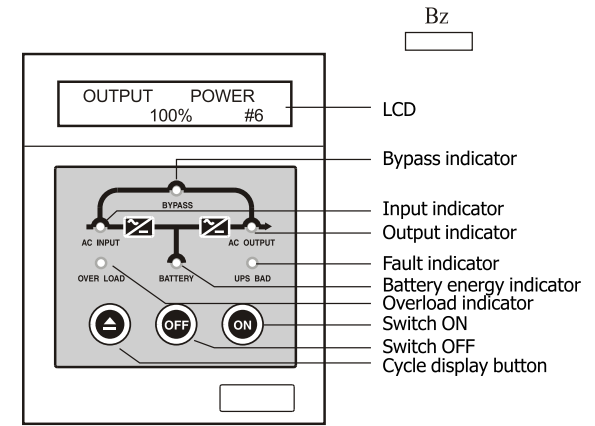 Bz
OUTPUT POWER
100% #6
LCD
Bypass indicator
BYPASS
Input indicator
Output indicator
AC INPUT
AC OUTPUT
Fault indicator
OVER LOAD
BATTERY
UPS BAD
Battery energy indicator
Overload indicator
Switch ON
OFF
ON
Switch OFF
Cycle display button